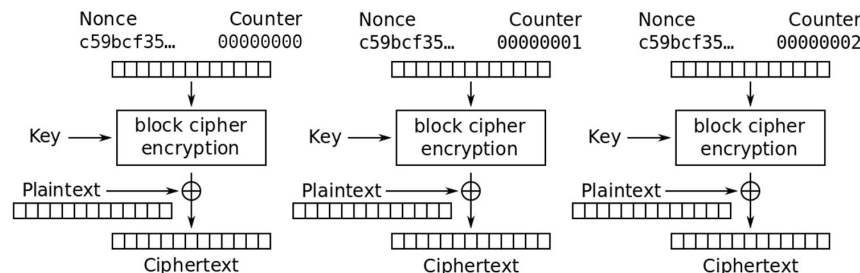 Nonce Counter Nonce Counter Nonce Counter
c59bcf35… 00000000 c59bcf35… 00000001 c59bcf35… 00000002
Key block cipher encryption Key block cipher encryption Key block cipher encryption
Plaintext Plaintext Plaintext
Ciphertext Ciphertext Ciphertext